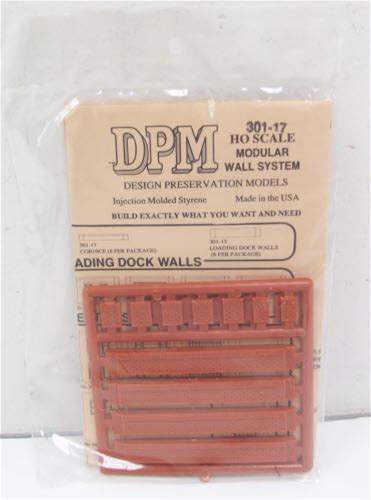 DPM
301-17
HO SCALE
MODULAR
WALL SYSTEM
DESIGN PRESERVATION MODELS
Injection Molded Styrene Made in the USA
BUILD EXACTLY WHAT YOU WANT AND NEED
CORNICE (8 PER PACKAGE)
LOADING DOCK WALLS
(8 PER PACKAGE)
ADING DOCK WALLS